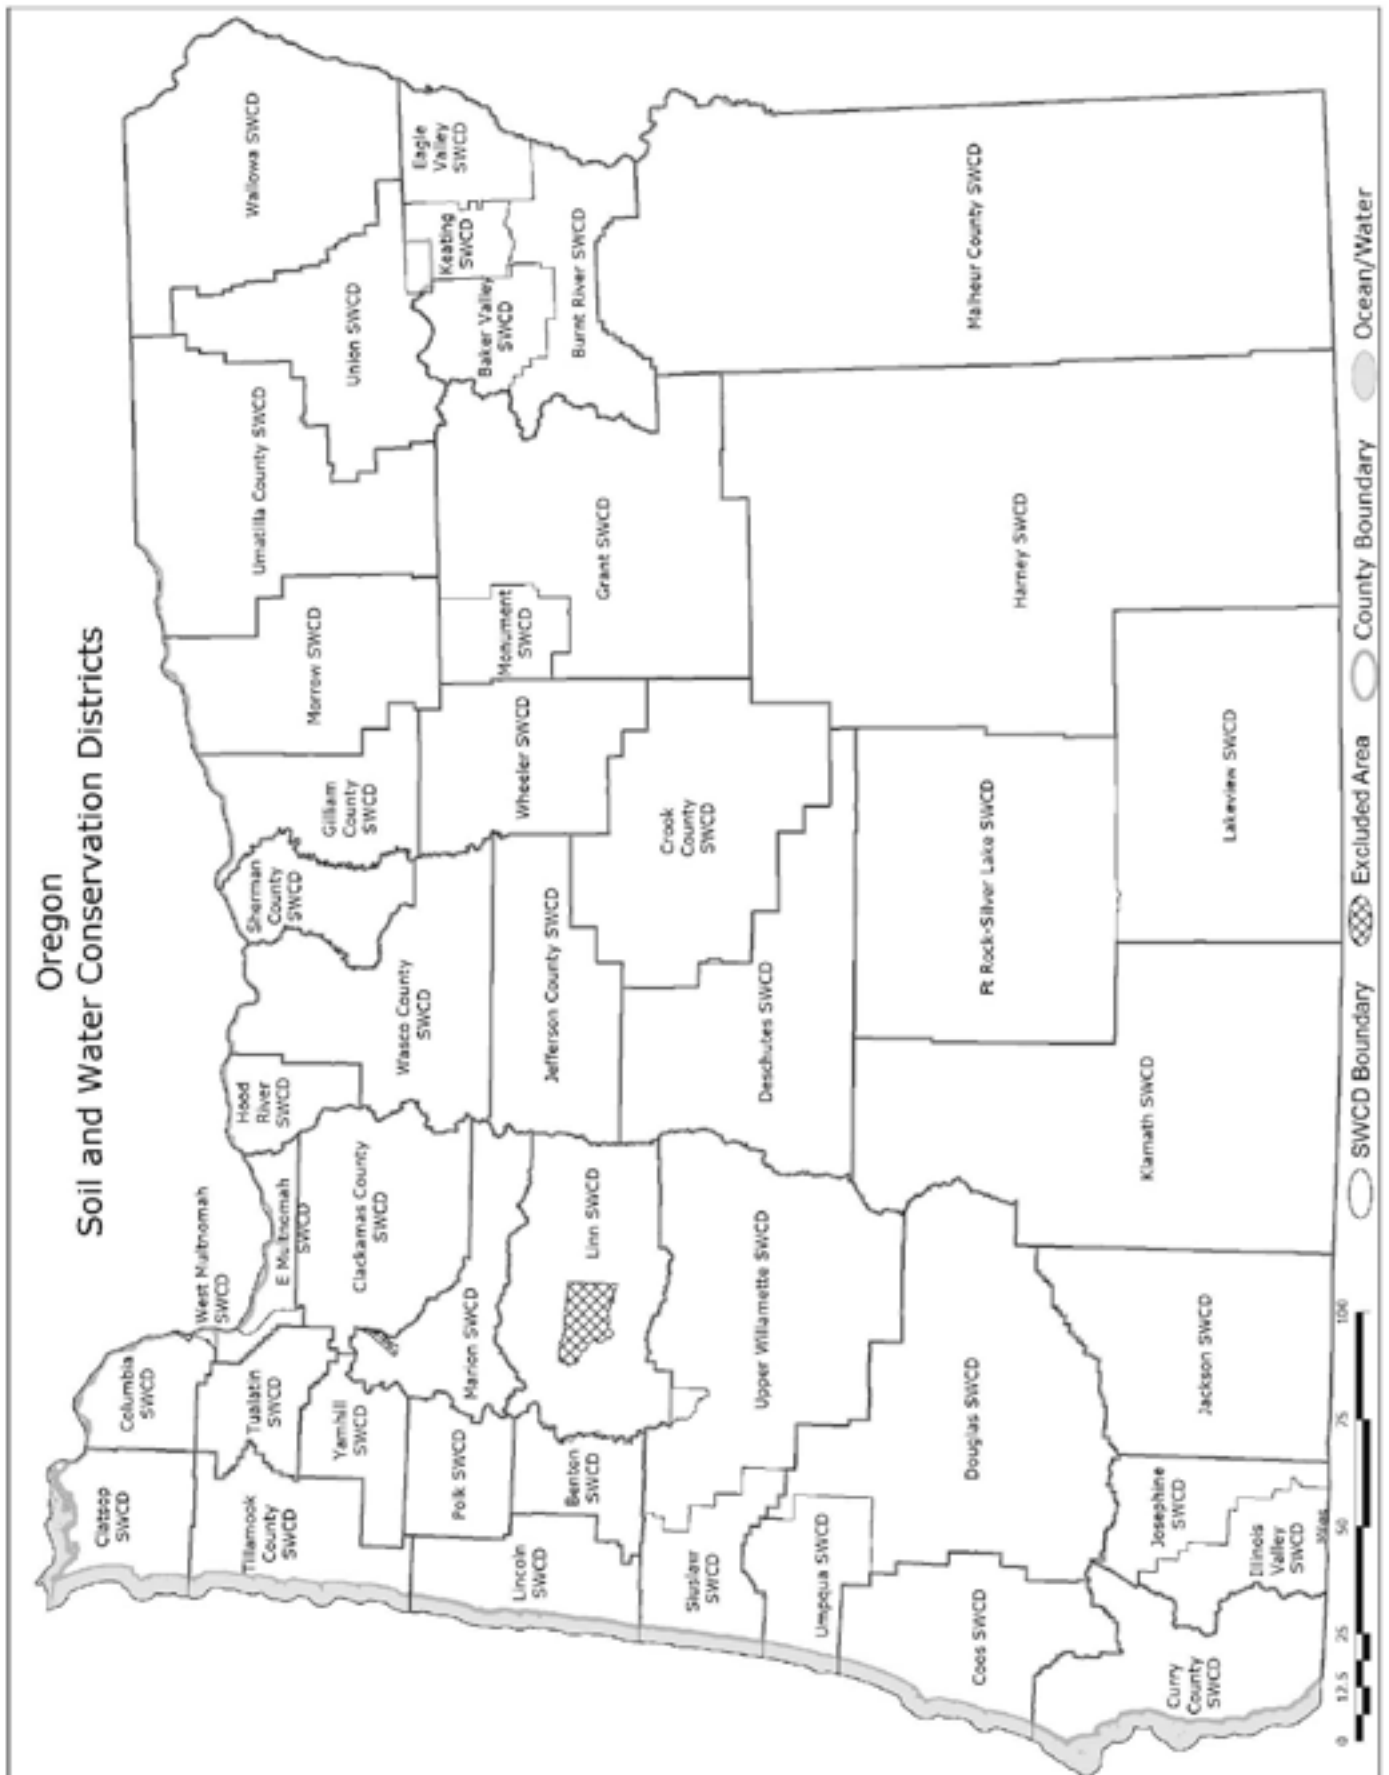 Oregon
Soil and Water Conservation Districts
Clatsop
SWCD
Columbia
SWCD
West Multnomah
SWCD
E Multnomah
SWCD
Hood
River
SWCD
Sherman
County
SWCD
Gilliam
County
SWCD
Morrow SWCD
Umatilla County SWCD
Wallowa SWCD
Union SWCD
Tillamook
County
SWCD
Tualatin
SWCD
Yamhill
SWCD
Clackamas County
SWCD
Wasco County
SWCD
Eagle
Valley
SWCD
Keating
SWCD
Baker Valley
SWCD
Burnt River SWCD
Polk SWCD
Marion SWCD
Jefferson County SWCD
Wheeler SWCD
Monument
SWCD
Grant SWCD
Lincoln
SWCD
Benton
SWCD
Linn SWCD
Crook
County
SWCD
Siuslaw
SWCD
Upper Willamette SWCD
Deschutes SWCD
Umpqua SWCD
Malheur County SWCD
Coos SWCD
Douglas SWCD
Ft Rock-Silver Lake SWCD
Harney SWCD
Curry
County
SWCD
Josephine
SWCD
Illinois
Valley
SWCD
Jackson SWCD
Klamath SWCD
Lakeview SWCD
Miles
0 12.5 25 50 75 100
SWCD Boundary
Excluded Area
County Boundary
Ocean/Water